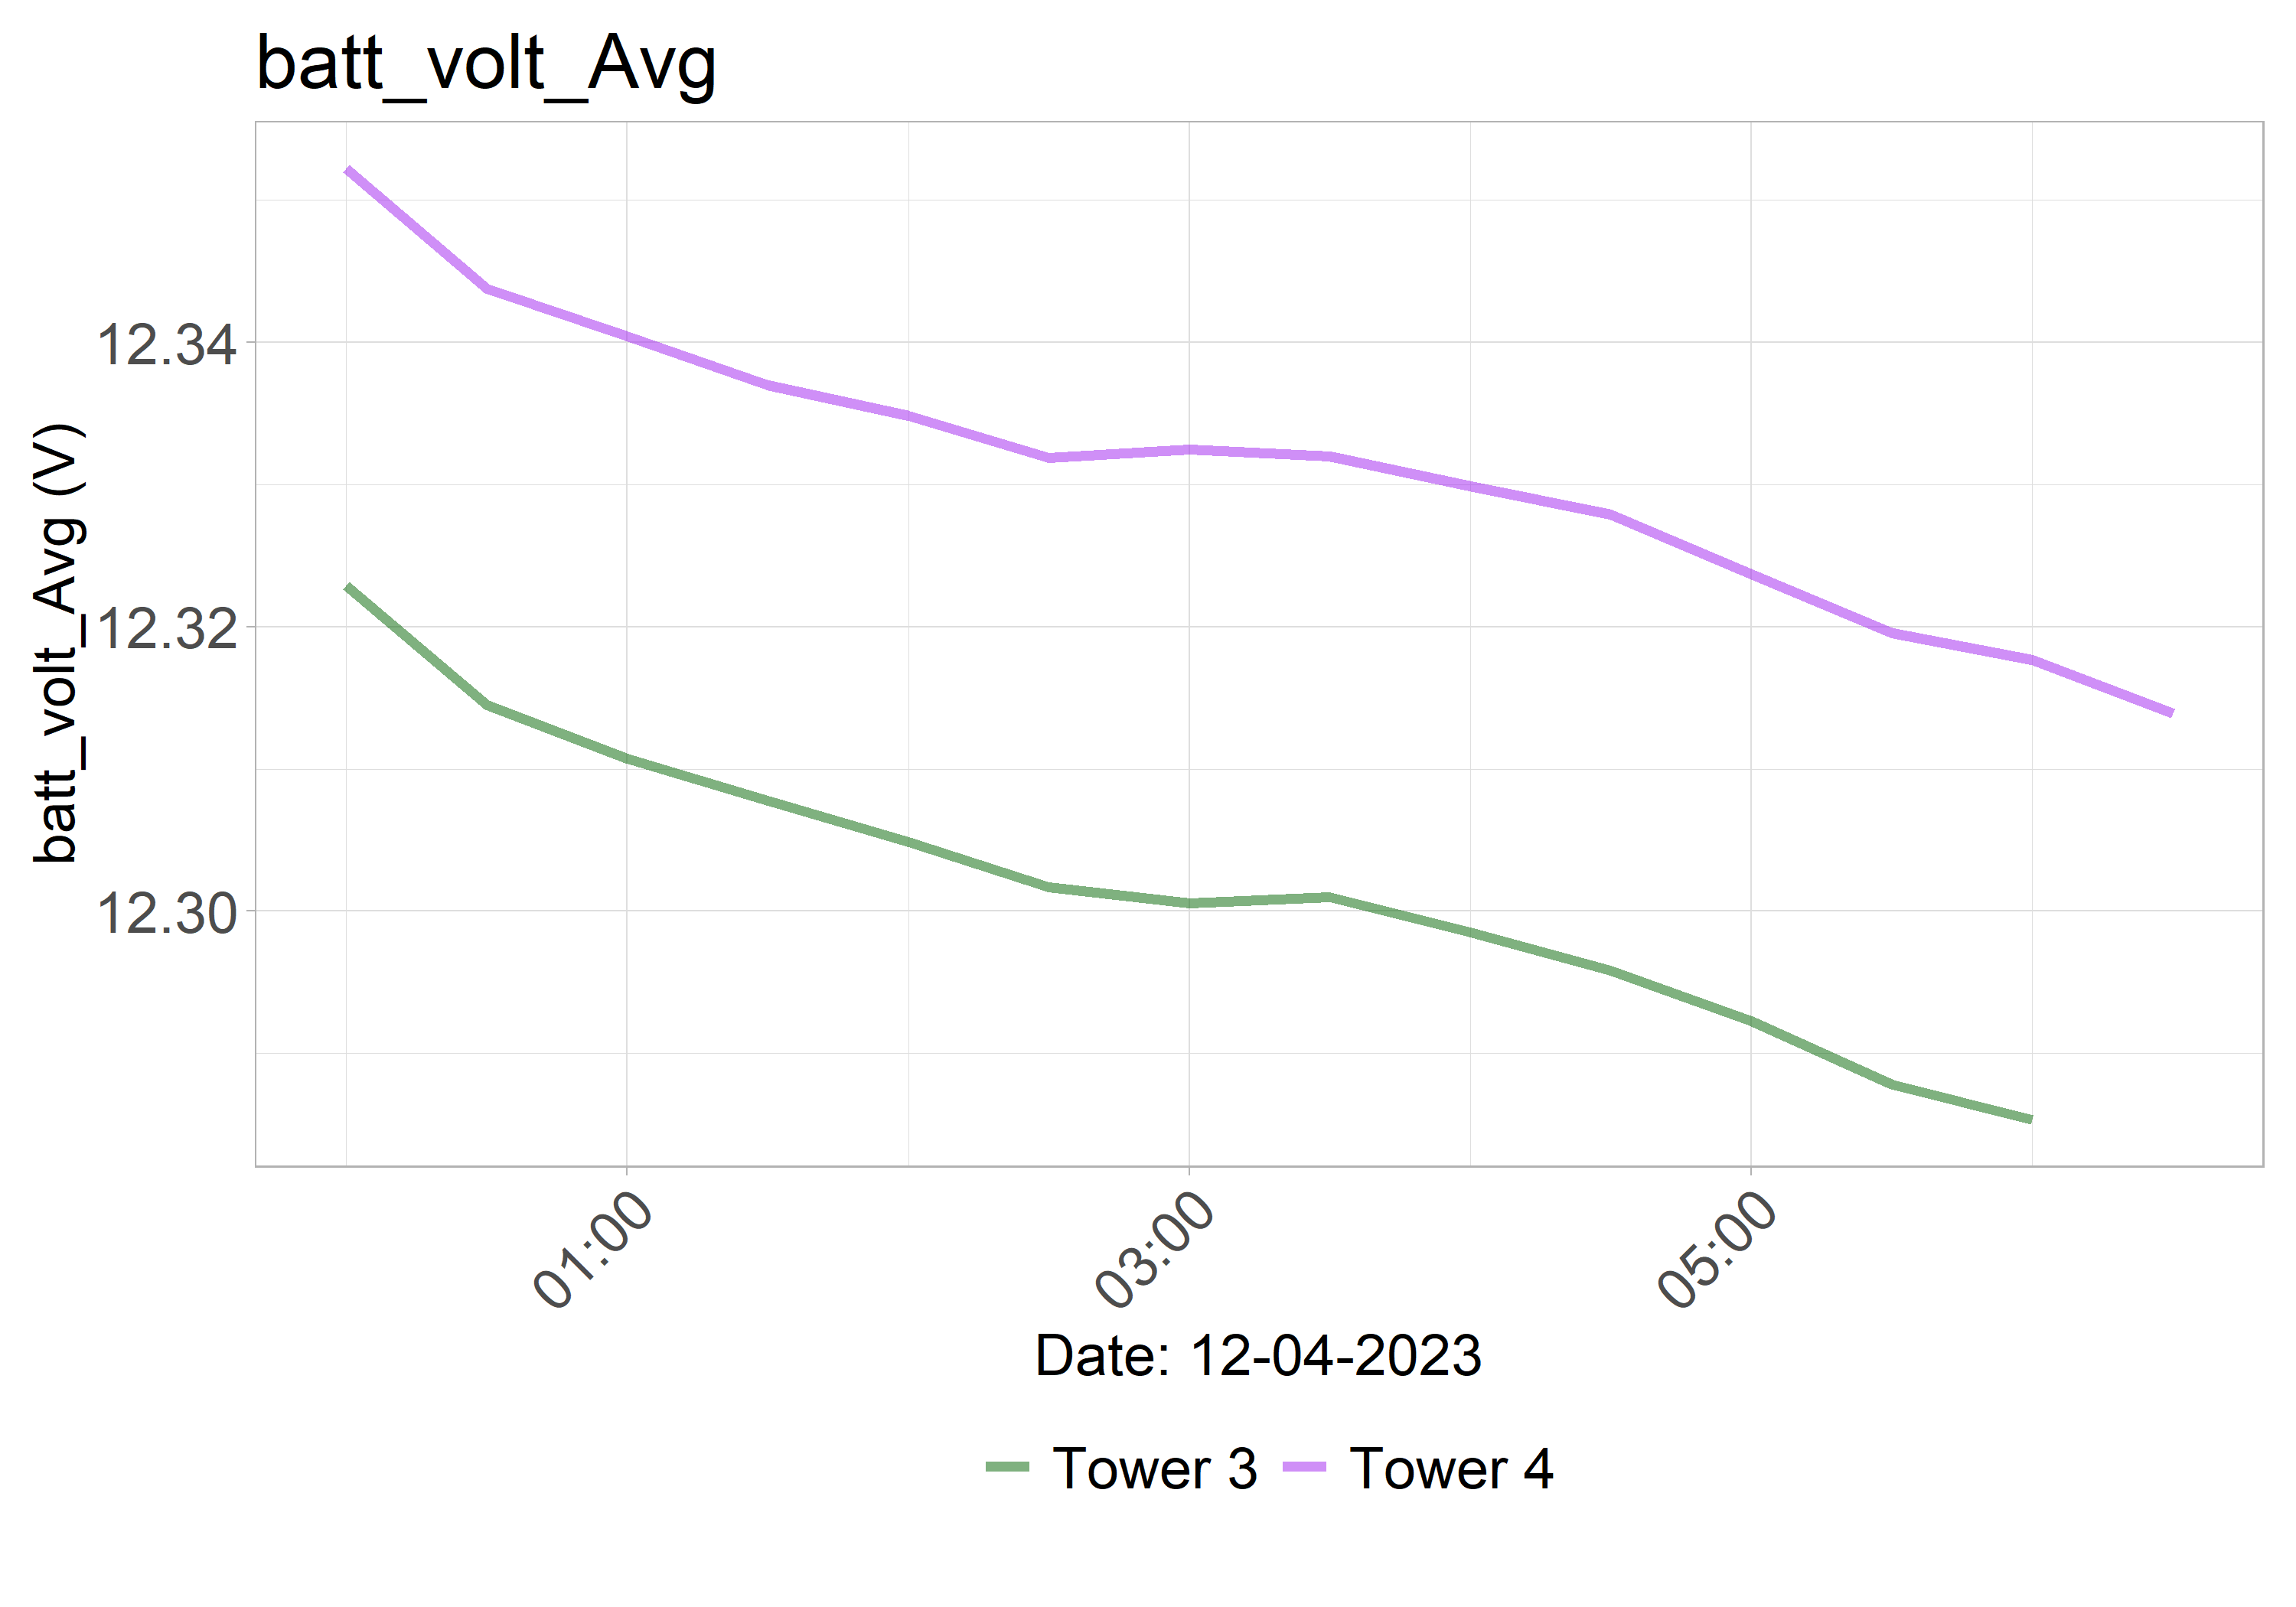 batt_volt_Avg
batt_volt_Avg (V)
12.34
12.32
12.30
01:00
03:00
05:00
Date: 12-04-2023
Tower 3
Tower 4